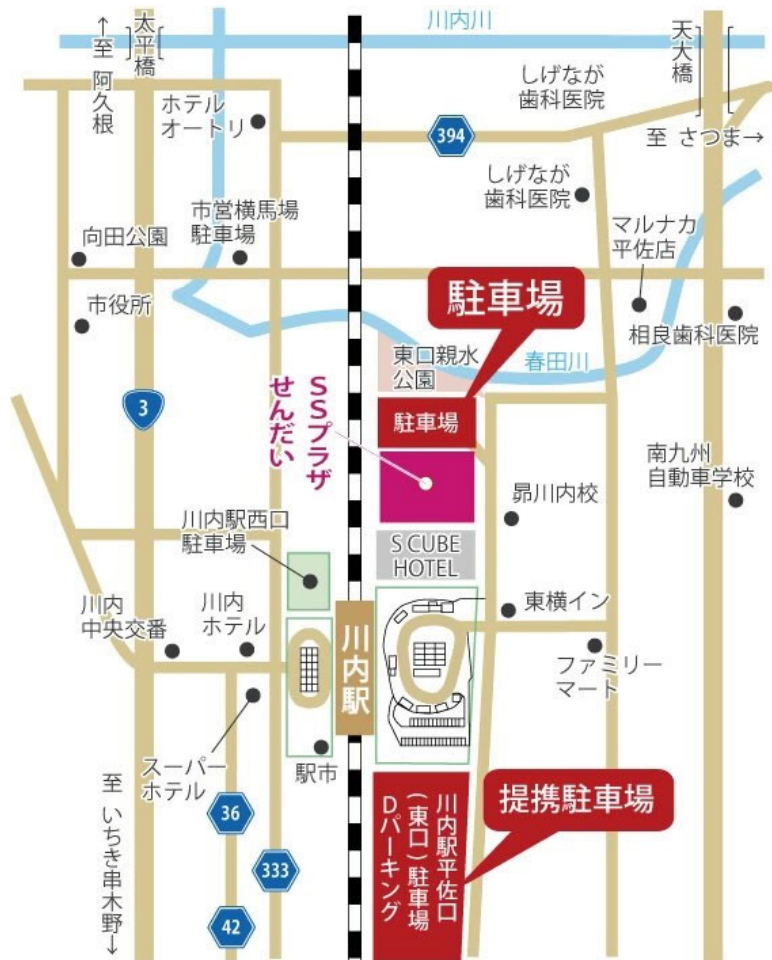 川内川
←至 阿久根
太平橋
天大橋
しげなが
歯科医院
ホテル
オートリ
394
至 さつま→
しげなが
歯科医院
市営横馬場
駐車場
向田公園
マルナカ
平佐店
駐車場
市役所
相良歯科医院
東口親水
公園
春田川
3
SSプラザ
せんだい
駐車場
南九州
自動車学校
昴川内校
川内駅西口
駐車場
S CUBE
HOTEL
川内
中央交番
川内
ホテル
川内駅
東横イン
ファミリー
マート
スーパー
ホテル
駅市
至 いちき串木野→
36
333
42
川内駅平佐口
(東口)駐車場
Dパーキング
提携駐車場